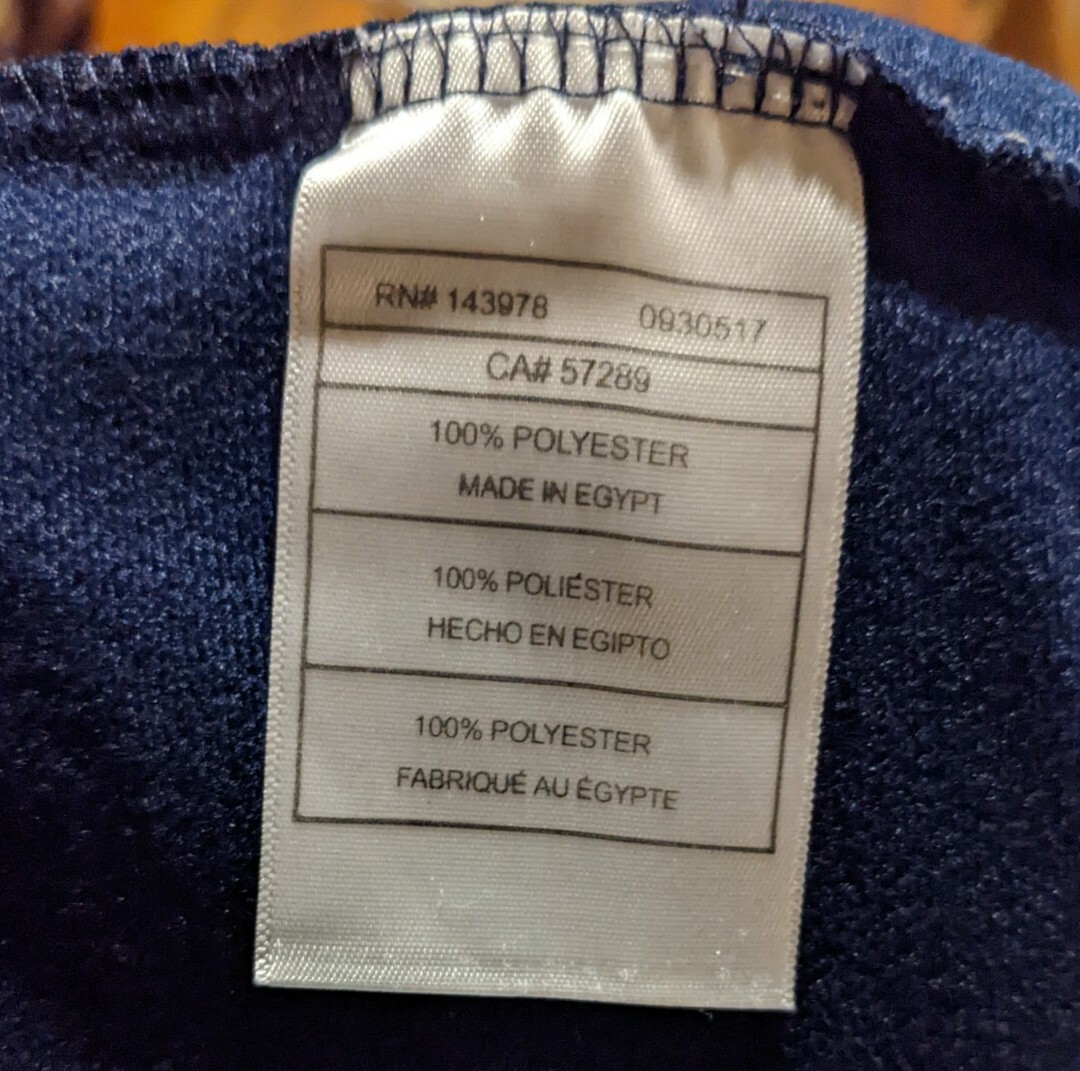 RN# 143978 0930517
CA# 57289
100% POLYESTER
MADE IN EGYPT
100% POLIÉSTER
HECHO EN EGIPTO
100% POLYESTER
FABRIQUÉ AU ÉGYPTE